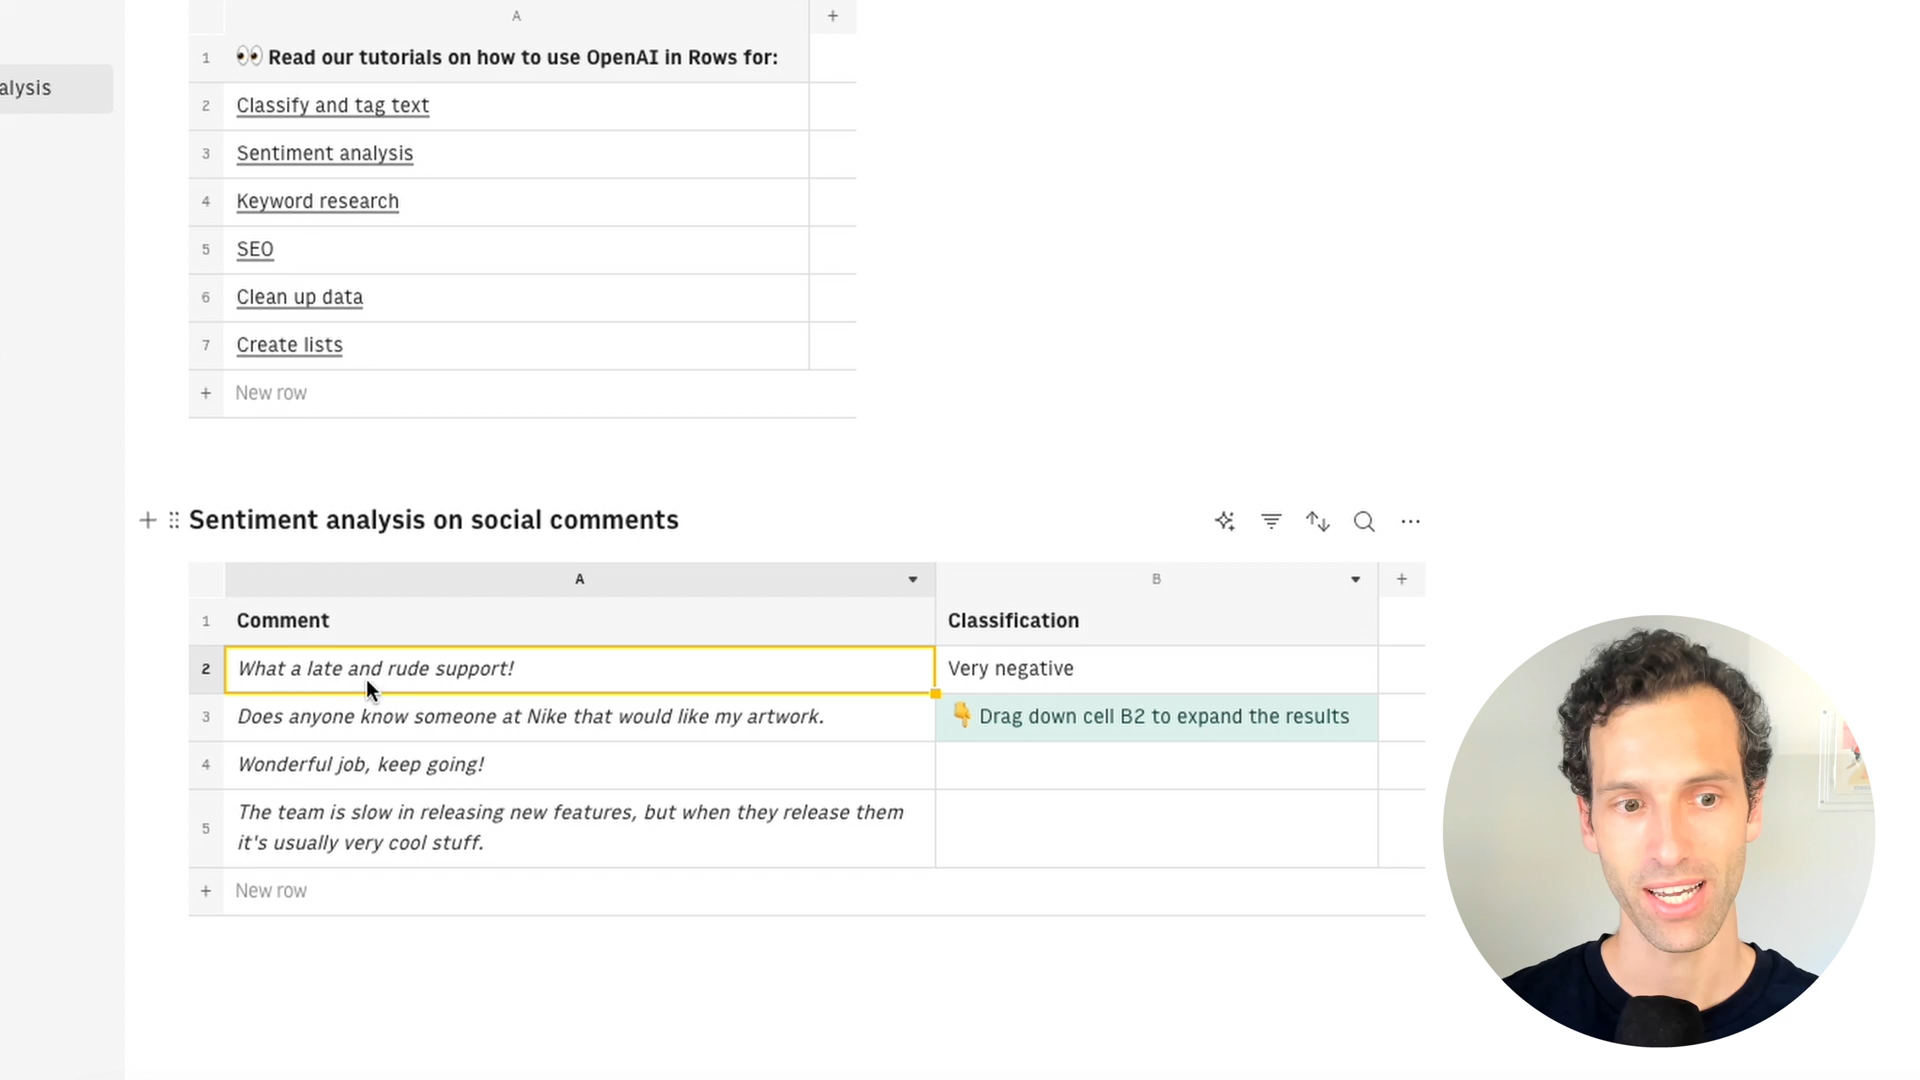 A +
1 👀 Read our tutorials on how to use OpenAI in Rows for:
alysis
2 Classify and tag text
3 Sentiment analysis
4 Keyword research
5 SEO
6 Clean up data
7 Create lists
+ New row
+ Sentiment analysis on social comments
A B +
1 Comment Classification
2 What a late and rude support! Very negative
3 Does anyone know someone at Nike that would like my artwork. 👇 Drag down cell B2 to expand the results
4 Wonderful job, keep going!
5 The team is slow in releasing new features, but when they release them
it's usually very cool stuff.
+ New row